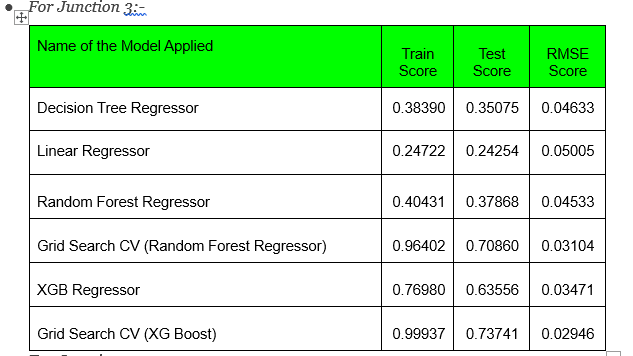 For Junction 3:-
Name of the Model Applied
Train Score
Test Score
RMSE Score
Decision Tree Regressor 0.38390 0.35075 0.04633
Linear Regressor 0.24722 0.24254 0.05005
Random Forest Regressor 0.40431 0.37868 0.04533
Grid Search CV (Random Forest Regressor) 0.96402 0.70860 0.03104
XGB Regressor 0.76980 0.63556 0.03471
Grid Search CV (XG Boost) 0.99937 0.73741 0.02946